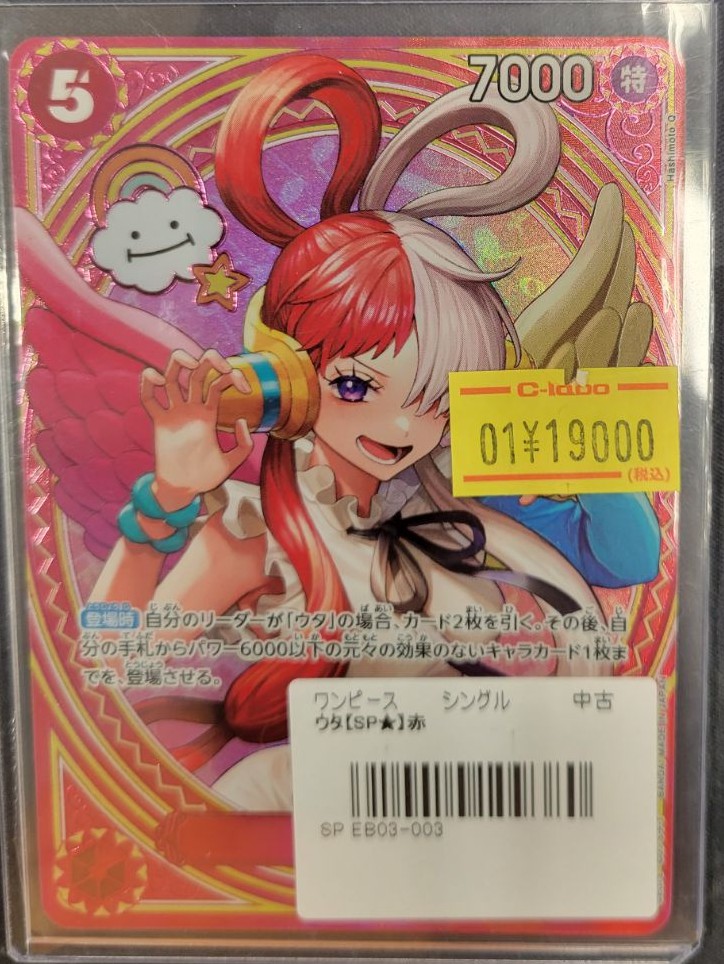 5
7000
特
Hashimoto Q
C-labo
01¥19000
(税込)
登場時 自分のリーダーが「ウタ」の場合、カード2枚を引く。その後、自
分の手札からパワー6000以下の元々の効果のないキャラカード1枚ま
でを、登場させる。
ワンピース シングル 中古
ウタ【SP★】赤
SP EB03-003